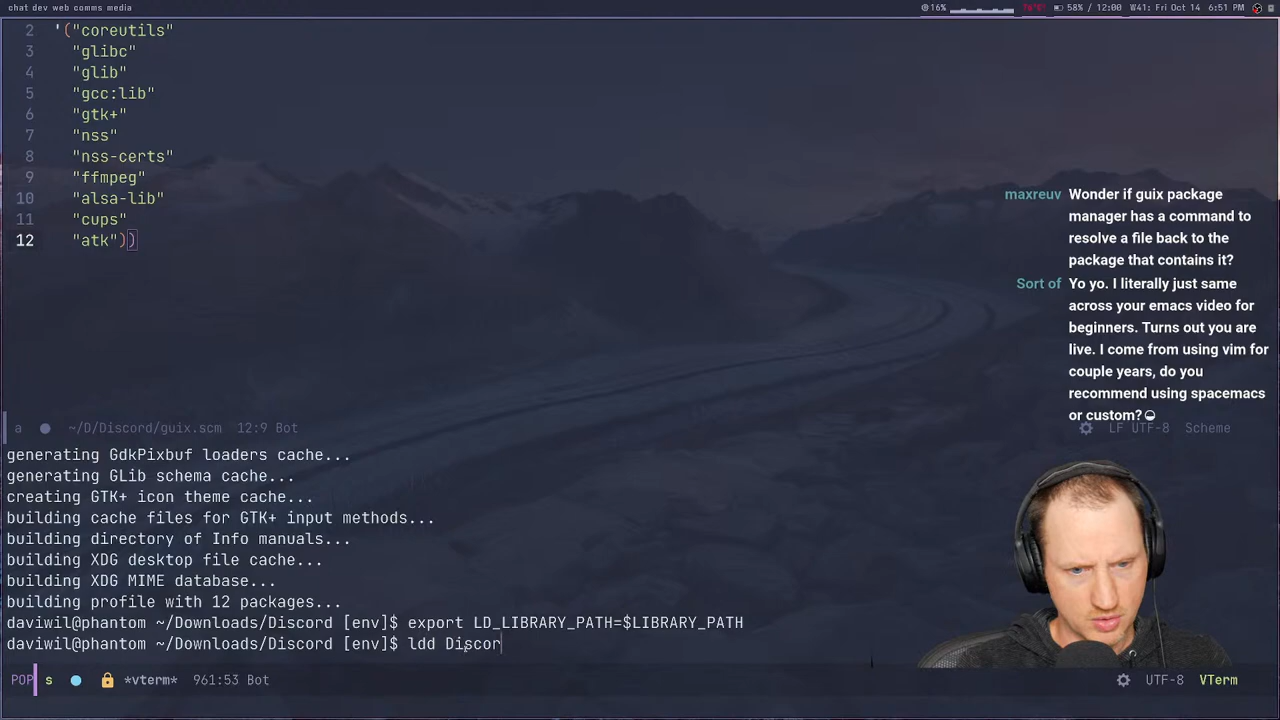 chat dev web comms media
16%
58% / 12:00 W41: Fri Oct 14 6:51 PM
2 '("coreutils"
3 "glibc"
4 "glib"
5 "gcc:lib"
6 "gtk+"
7 "nss"
8 "nss-certs"
9 "ffmpeg"
10 "alsa-lib"
11 "cups"
12 "atk"))
maxreuv Wonder if guix package
manager has a command to
resolve a file back to the
package that contains it?
Sort of Yo yo. I literally just same
across your emacs video for
beginners. Turns out you are
live. I come from using vim for
couple years, do you
recommend using spacemacs
or custom?
a ~/D/Discord/guix.scm 12:9 Bot LF UTF-8 Scheme
generating GdkPixbuf loaders cache...
generating GLib schema cache...
creating GTK+ icon theme cache...
building cache files for GTK+ input methods...
building directory of Info manuals...
building XDG desktop file cache...
building XDG MIME database...
building profile with 12 packages...
daviwil@phantom ~/Downloads/Discord [env]$ export LD_LIBRARY_PATH=$LIBRARY_PATH
daviwil@phantom ~/Downloads/Discord [env]$ ldd Discor
POP s *vterm* 961:53 Bot UTF-8 VTerm